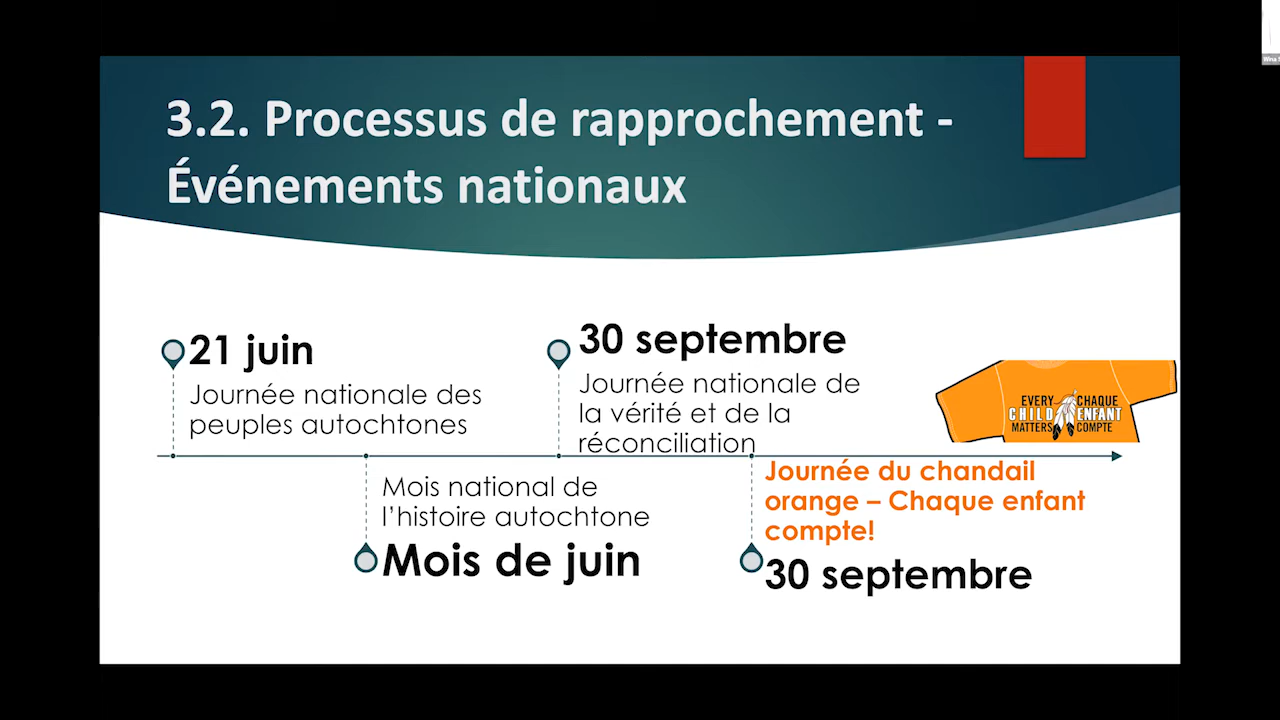 3.2. Processus de rapprochement -
Événements nationaux
21 juin
Journée nationale des
peuples autochtones
30 septembre
Journée nationale de
la vérité et de la
réconciliation
EVERY CHAQUE
CHILD ENFANT
MATTERS COMPTE
Mois national de
l'histoire autochtone
Mois de juin
Journée du chandail
orange – Chaque enfant
compte!
30 septembre